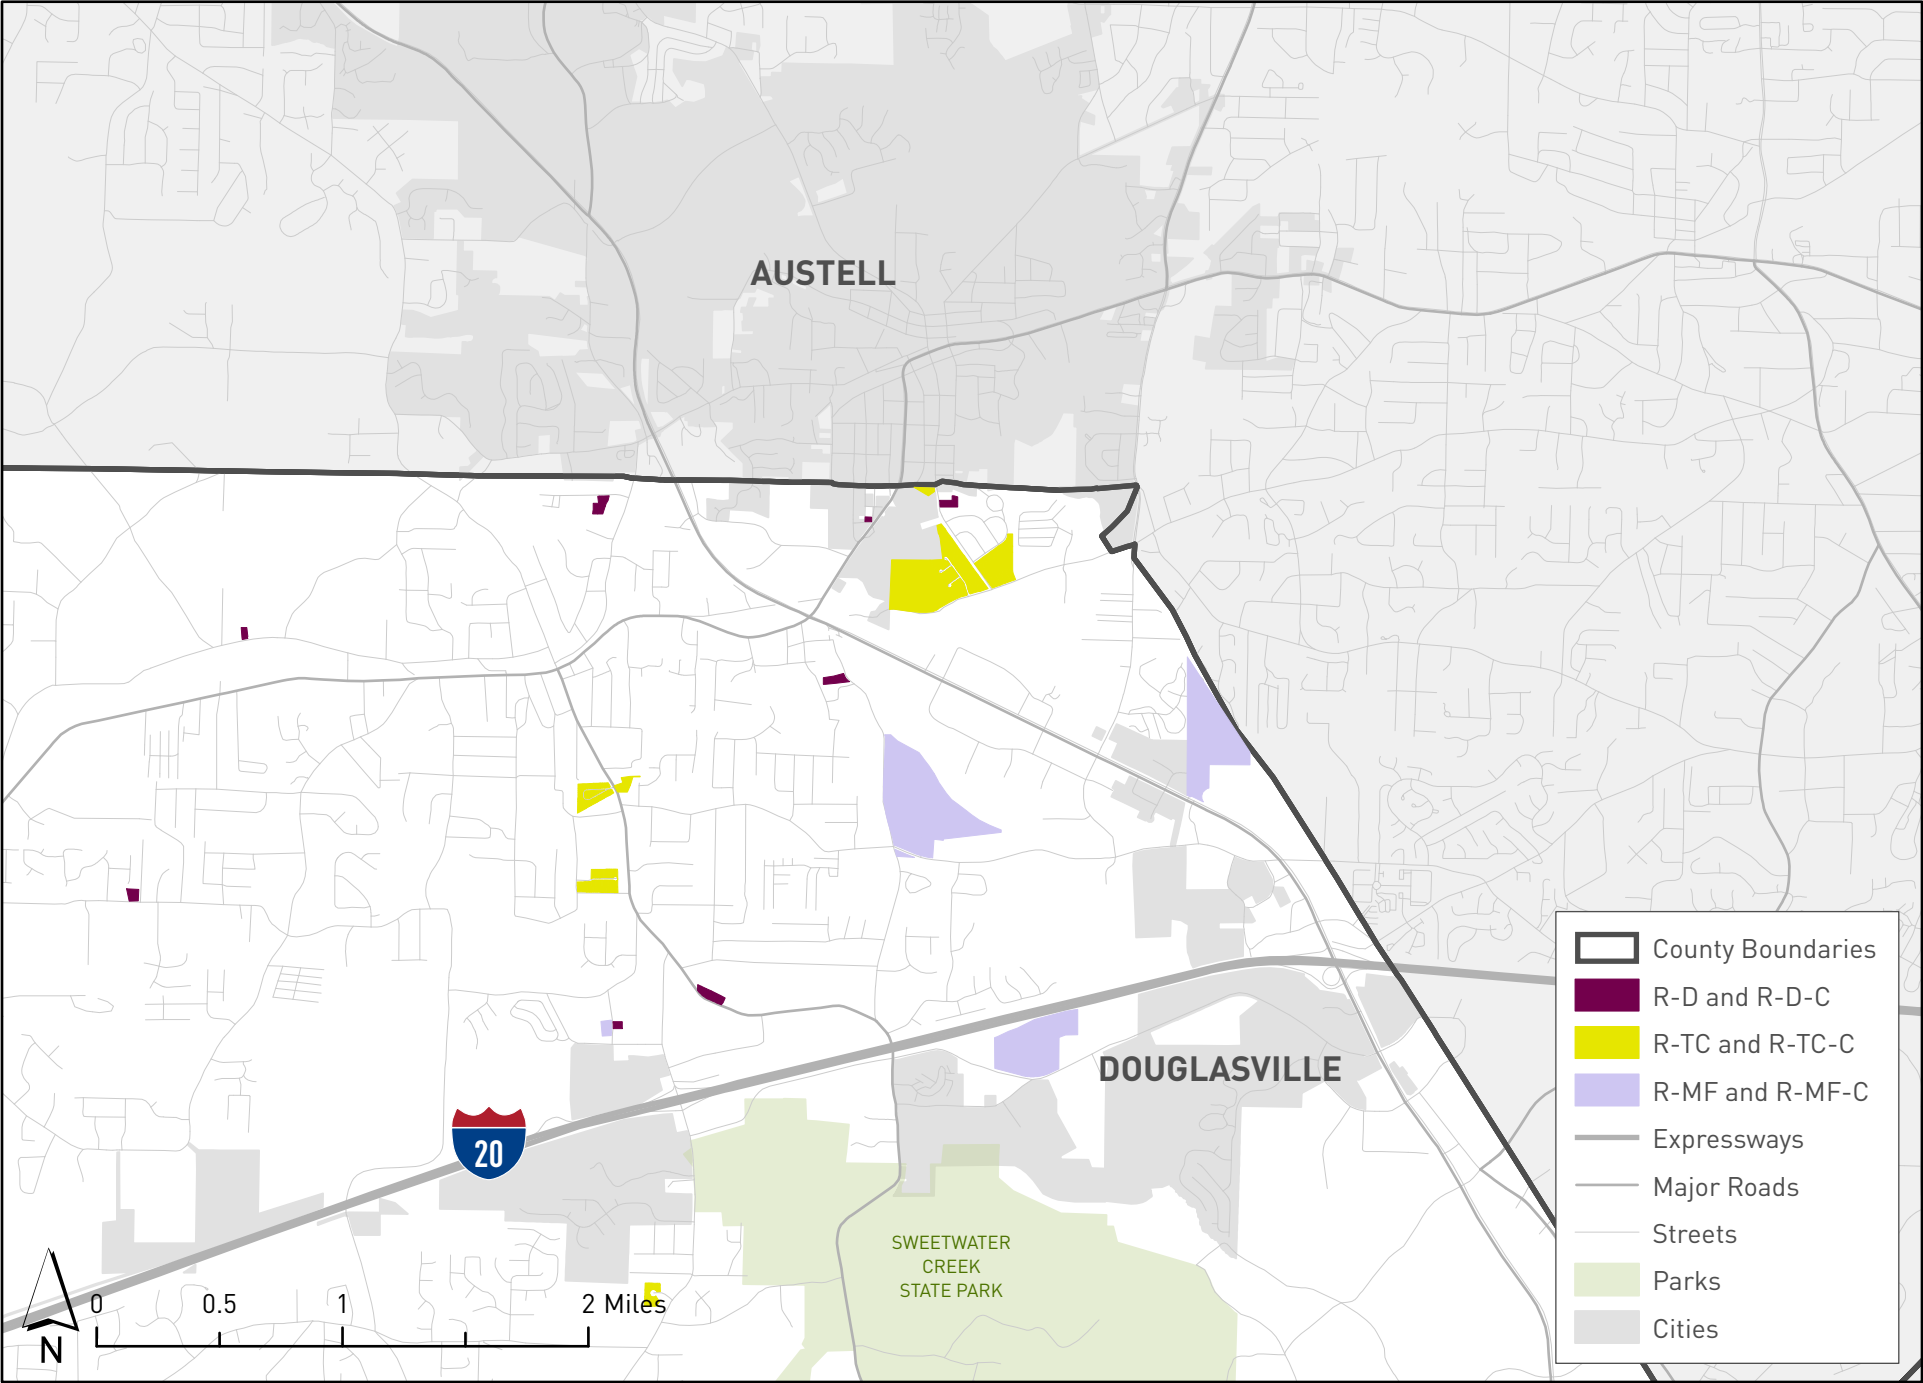 AUSTELL
DOUGLASVILLE
20
SWEETWATER
CREEK
STATE PARK
0 0.5 1 2 Miles
N
County Boundaries
R-D and R-D-C
R-TC and R-TC-C
R-MF and R-MF-C
Expressways
Major Roads
Streets
Parks
Cities